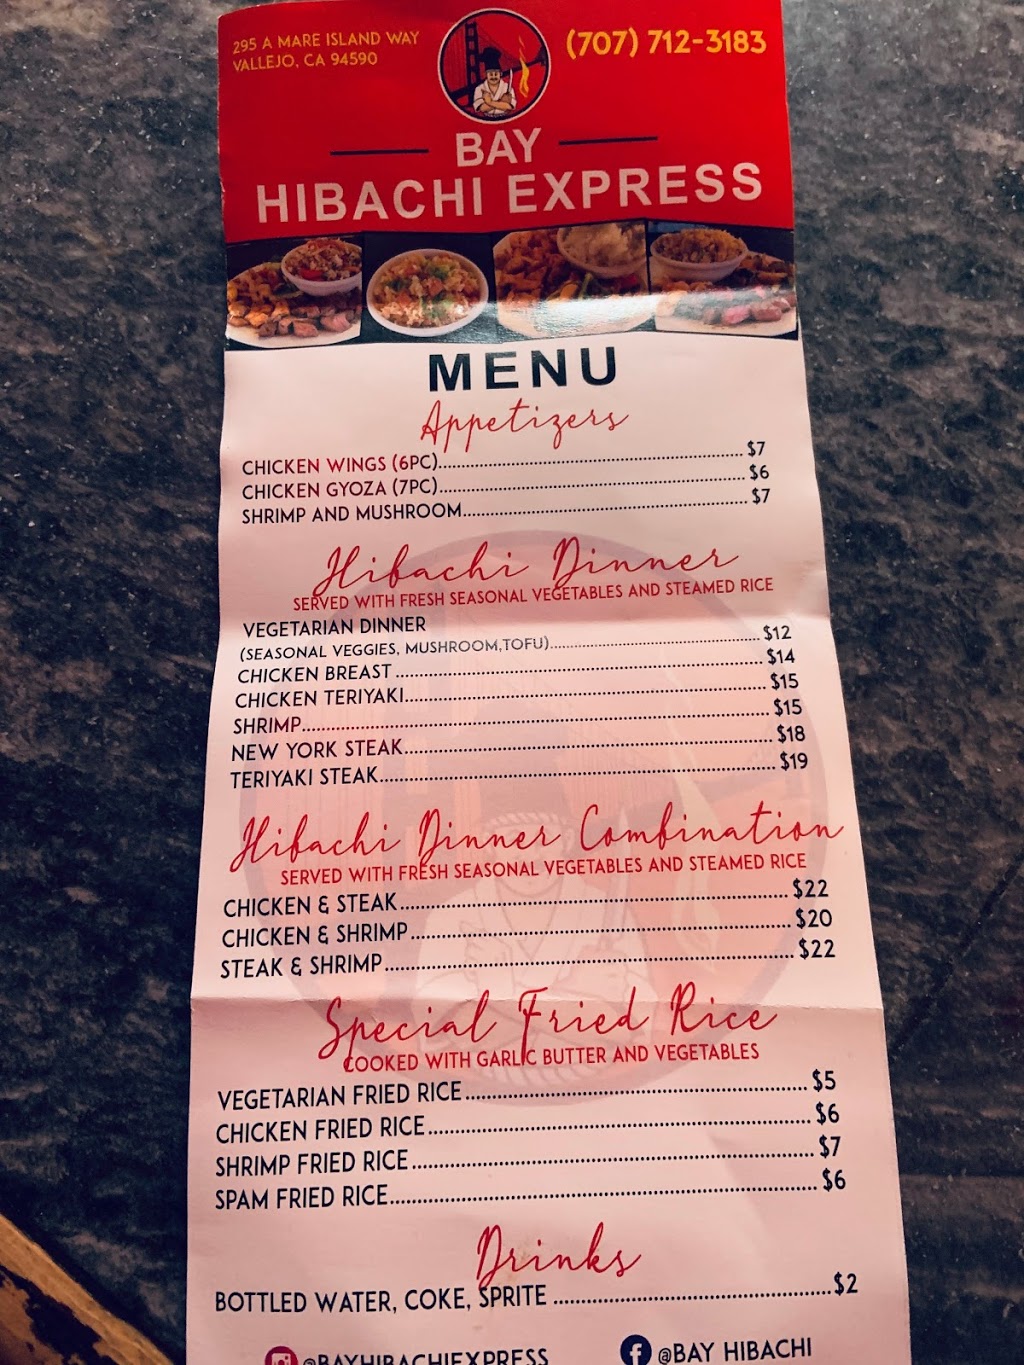 295 A MARE ISLAND WAY
VALLEJO, CA 94590
(707) 712-3183
BAY
HIBACHI EXPRESS
MENU
Appetizers
CHICKEN WINGS (6PC)........ $7
CHICKEN GYOZA (7PC)........ $6
SHRIMP AND MUSHROOM........ $7
Hibachi Dinner
SERVED WITH FRESH SEASONAL VEGETABLES AND STEAMED RICE
VEGETARIAN DINNER
(SEASONAL VEGGIES, MUSHROOM,TOFU)........ $12
CHICKEN BREAST ........ $14
CHICKEN TERIYAKI........ $15
SHRIMP........ $15
NEW YORK STEAK........ $18
TERIYAKI STEAK........ $19
Hibachi Dinner Combination
SERVED WITH FRESH SEASONAL VEGETABLES AND STEAMED RICE
CHICKEN & STEAK........ $22
CHICKEN & SHRIMP........ $20
STEAK & SHRIMP........ $22
Special Fried Rice
COOKED WITH GARLIC BUTTER AND VEGETABLES
VEGETARIAN FRIED RICE ........ $5
CHICKEN FRIED RICE........ $6
SHRIMP FRIED RICE ........ $7
SPAM FRIED RICE........ $6
Drinks
BOTTLED WATER, COKE, SPRITE ........$2
@BAYHIBACHIEXPRESS
@BAY HIBACHI